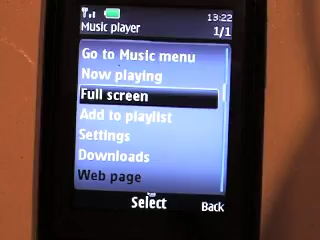 13:22
Music player 1/1
Go to Music menu
Now playing
Full screen
Add to playlist
Settings
Downloads
Web page
Select Back